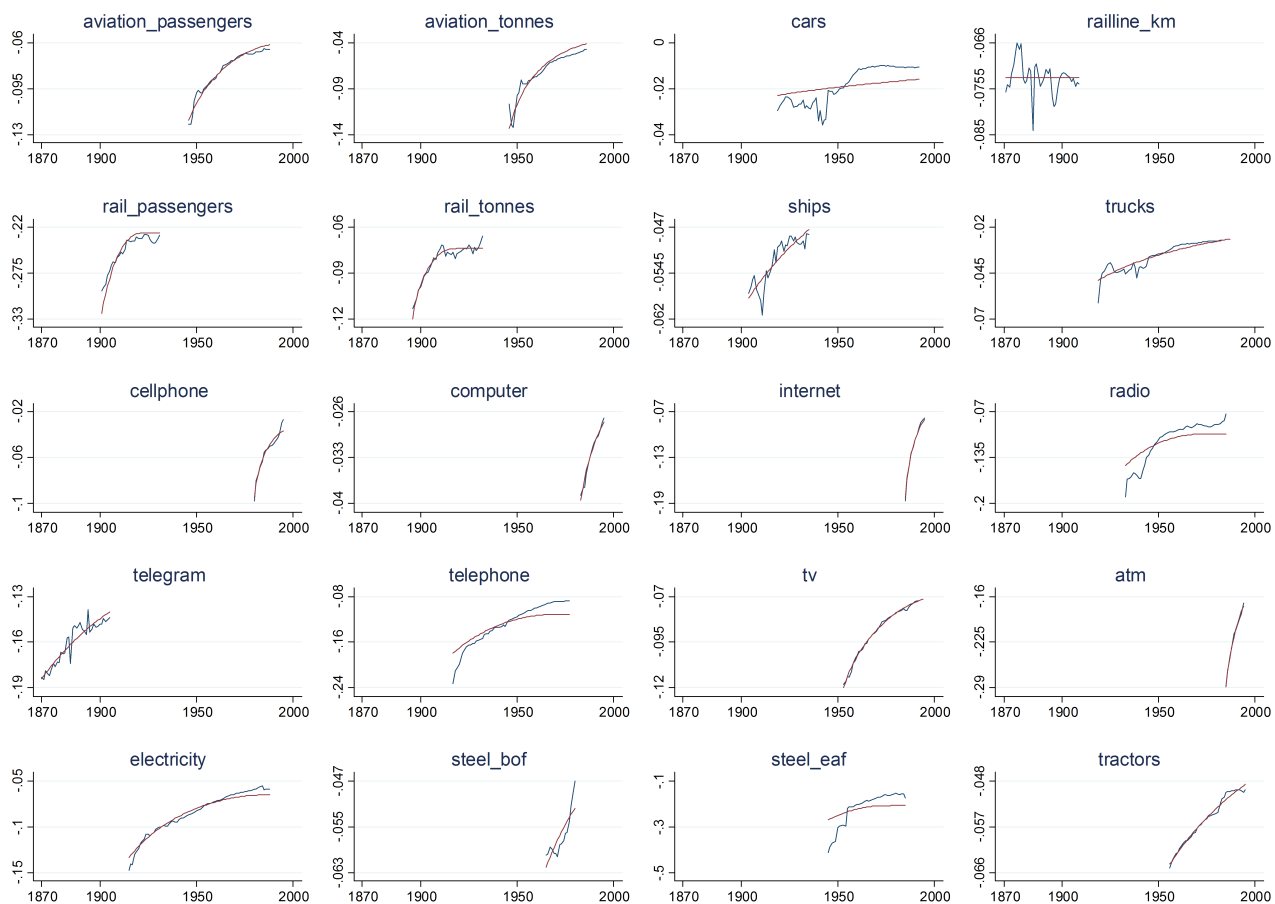 aviation_passengers
-.06
-.095
-.13
1870 1900 1950 2000
aviation_tonnes
-.04
-.09
-.14
1870 1900 1950 2000
cars
0
-.02
-.04
1870 1900 1950 2000
railline_km
-.066
-.0755
-.085
1870 1900 1950 2000
rail_passengers
-.22
-.275
-.33
1870 1900 1950 2000
rail_tonnes
-.06
-.09
-.12
1870 1900 1950 2000
ships
-.047
-.0545
-.062
1870 1900 1950 2000
trucks
-.02
-.045
-.07
1870 1900 1950 2000
cellphone
-.02
-.06
-.1
1870 1900 1950 2000
computer
-.026
-.033
-.04
1870 1900 1950 2000
internet
-.07
-.13
-.19
1870 1900 1950 2000
radio
-.07
-.135
-.2
1870 1900 1950 2000
telegram
-.13
-.16
-.19
1870 1900 1950 2000
telephone
-.08
-.16
-.24
1870 1900 1950 2000
tv
-.07
-.095
-.12
1870 1900 1950 2000
atm
-.16
-.225
-.29
1870 1900 1950 2000
electricity
-.05
-.1
-.15
1870 1900 1950 2000
steel_bof
-.047
-.055
-.063
1870 1900 1950 2000
steel_eaf
-.1
-.3
-.5
1870 1900 1950 2000
tractors
-.048
-.057
-.066
1870 1900 1950 2000